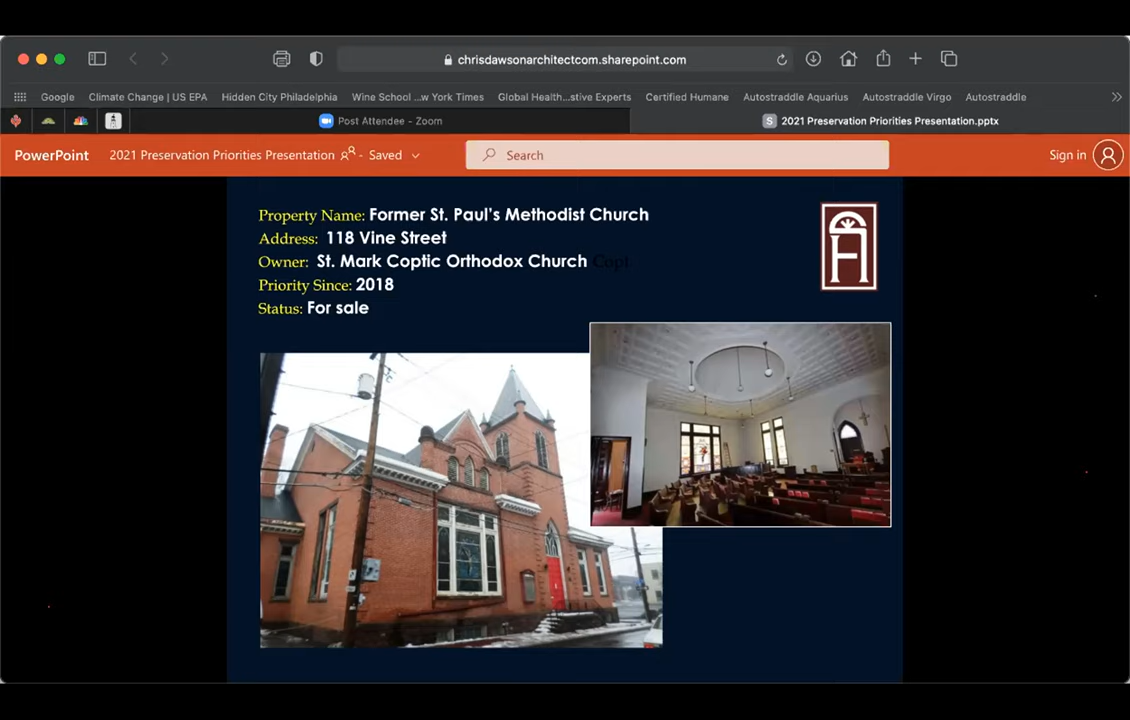 chrisdawsonarchitectcom.sharepoint.com
Google Climate Change | US EPA Hidden City Philadelphia Wine School ...w York Times Global Health...stive Experts Certified Humane Autostraddle Aquarius Autostraddle Virgo Autostraddle
Post Attendee - Zoom
S 2021 Preservation Priorities Presentation.pptx
PowerPoint 2021 Preservation Priorities Presentation - Saved Search Sign in
Property Name: Former St. Paul's Methodist Church
Address: 118 Vine Street
Owner: St. Mark Coptic Orthodox Church Copt
Priority Since: 2018
Status: For sale